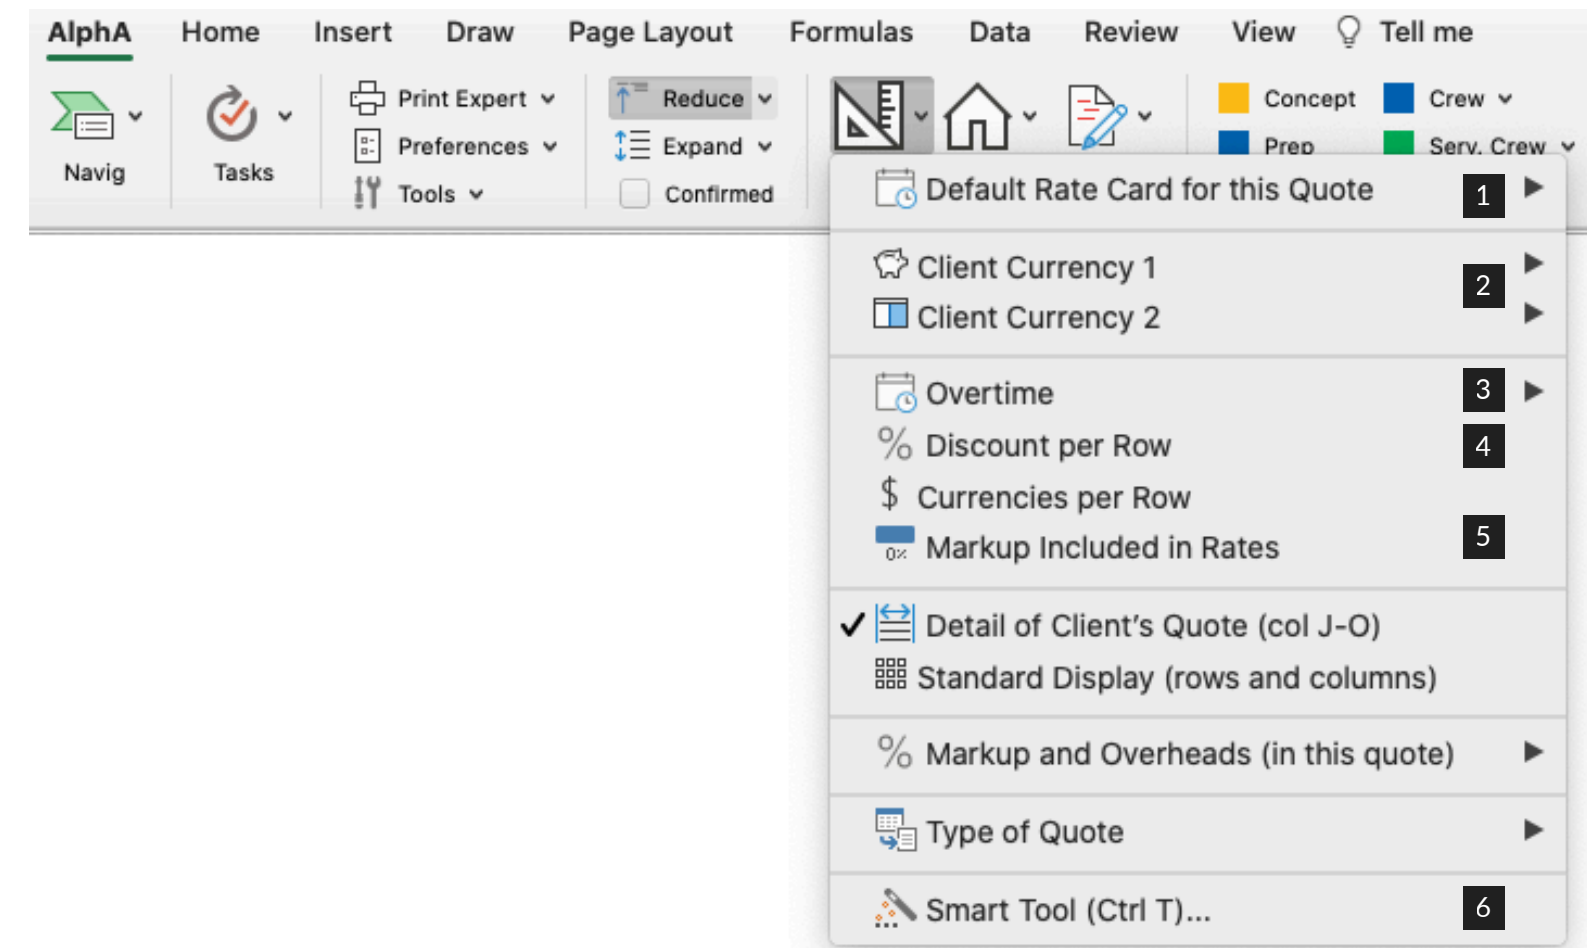 AlphA Home Insert Draw Page Layout Formulas Data Review View Tell me
Print Expert Reduce Concept Crew
Preferences Expand Prep Serv. Crew
Navig Tasks Tools Confirmed
Default Rate Card for this Quote 1
Client Currency 1
2
Client Currency 2
Overtime 3
% Discount per Row 4
$ Currencies per Row
0% Markup Included in Rates 5
✓ Detail of Client's Quote (col J-O)
Standard Display (rows and columns)
% Markup and Overheads (in this quote)
Type of Quote
Smart Tool (Ctrl T)... 6